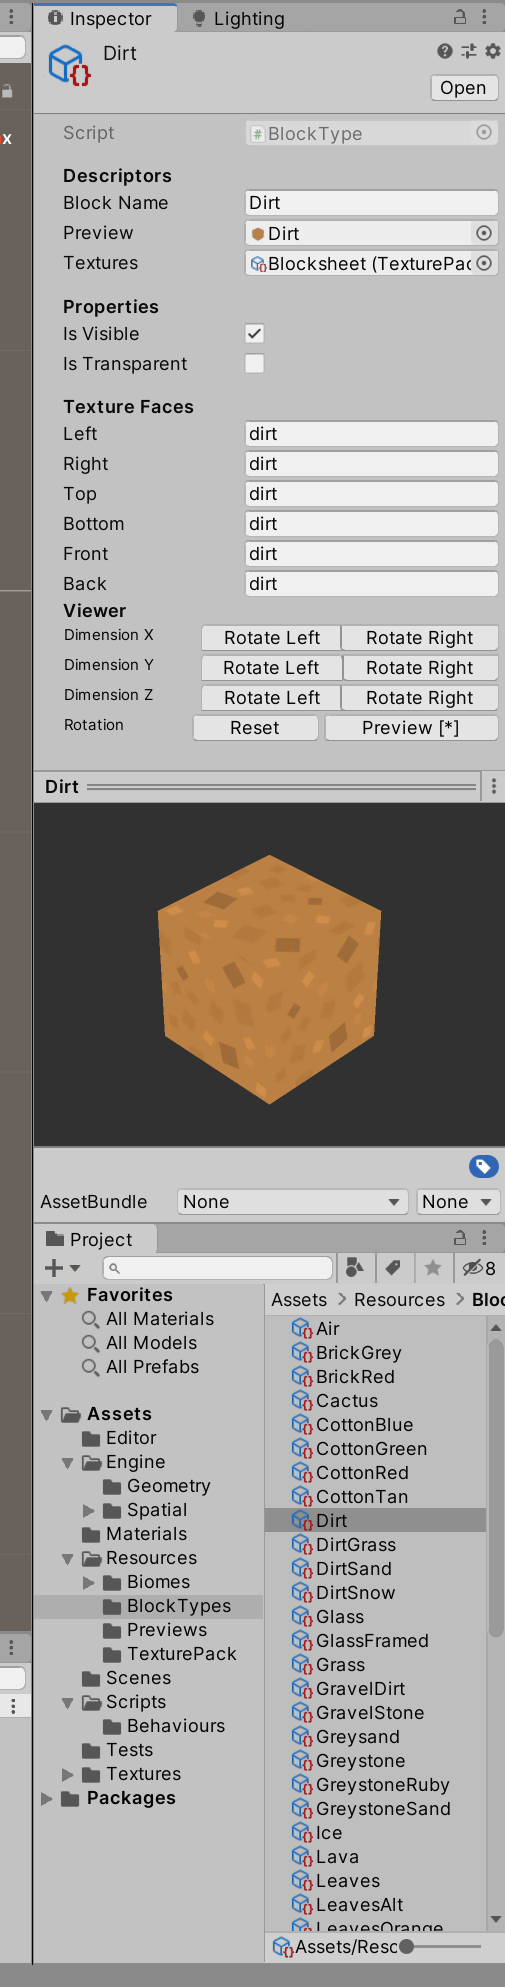 Inspector Lighting
Dirt
Open
Script BlockType
Descriptors
Block Name Dirt
Preview Dirt
Textures Blocksheet (TexturePac
Properties
Is Visible
Is Transparent
Texture Faces
Left dirt
Right dirt
Top dirt
Bottom dirt
Front dirt
Back dirt
Viewer
Dimension X Rotate Left Rotate Right
Dimension Y Rotate Left Rotate Right
Dimension Z Rotate Left Rotate Right
Rotation Reset Preview [*]
Dirt
AssetBundle None None
Project
8
Favorites
All Materials
All Models
All Prefabs
Assets
Editor
Engine
Geometry
Spatial
Materials
Resources
Biomes
BlockTypes
Previews
TexturePack
Scenes
Scripts
Behaviours
Tests
Textures
Packages
Assets > Resources > Bloc
Air
BrickGrey
BrickRed
Cactus
CottonBlue
CottonGreen
CottonRed
CottonTan
Dirt
DirtGrass
DirtSand
DirtSnow
Glass
GlassFramed
Grass
GravelDirt
GravelStone
Greysand
Greystone
GreystoneRuby
GreystoneSand
Ice
Lava
Leaves
LeavesAlt
LeavesOrange
Assets/Resc